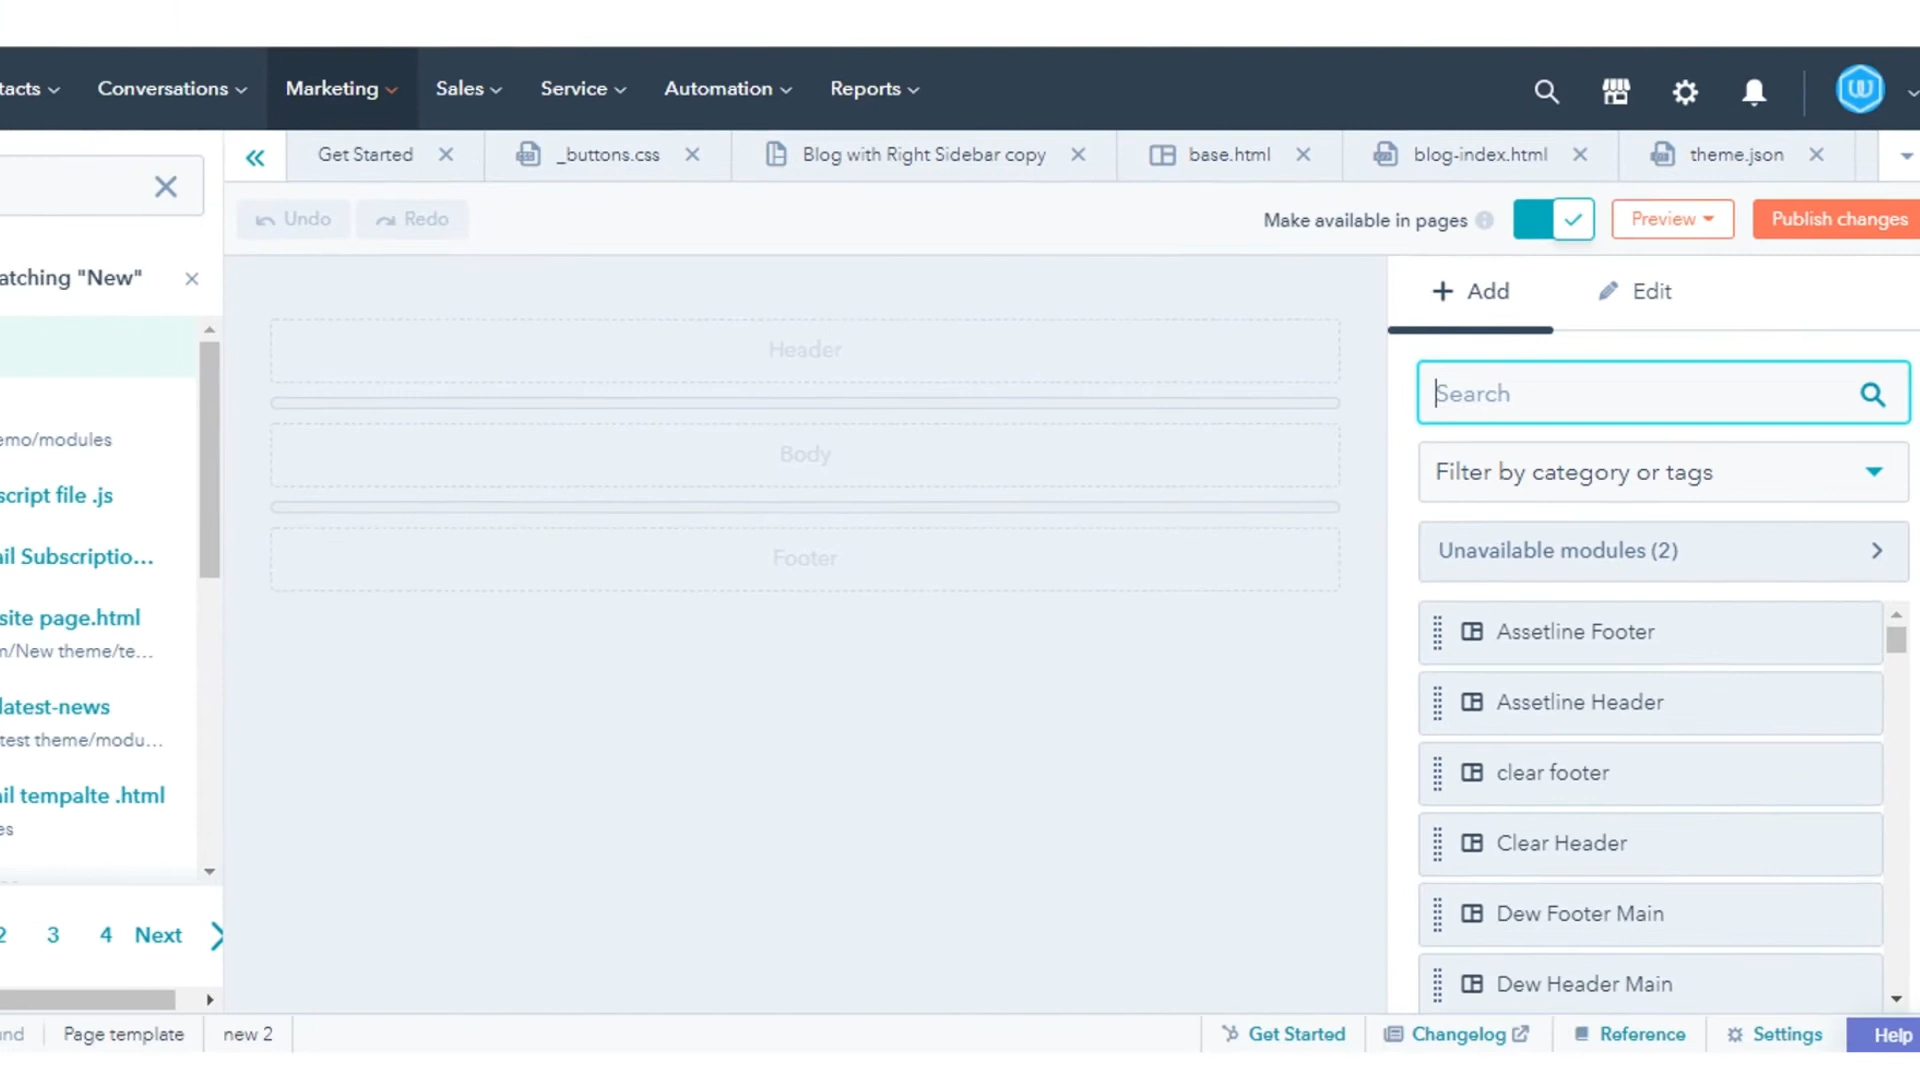 tacts Conversations Marketing Sales Service Automation Reports
Get Started _buttons.css Blog with Right Sidebar copy base.html blog-index.html theme.json
Undo Redo Make available in pages Preview Publish changes
atching "New"
emo/modules
script file .js
il Subscriptio...
site page.html
n/New theme/te...
latest-news
test theme/modu...
il tempalte .html
es
2 3 4 Next
Header
Body
Footer
Add Edit
Search
Filter by category or tags
Unavailable modules (2)
Assetline Footer
Assetline Header
clear footer
Clear Header
Dew Footer Main
Dew Header Main
und Page template new 2 Get Started Changelog Reference Settings Help